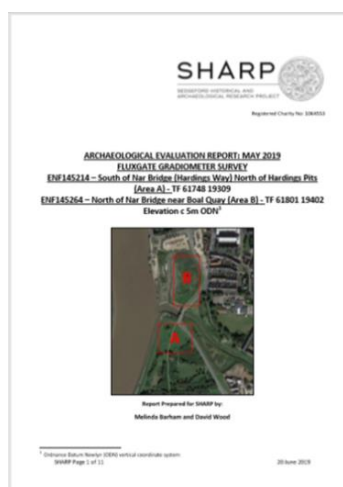 SHARP
SEDGEFORD HISTORICAL AND
ARCHAEOLOGICAL RESEARCH PROJECT
Registered Charity No: 1064553
ARCHAEOLOGICAL EVALUATION REPORT: MAY 2019
FLUXGATE GRADIOMETER SURVEY
ENF145214 – South of Nar Bridge (Hardings Way) North of Hardings Pits
(Area A) - TF 61748 19309
ENF145264 – North of Nar Bridge near Boal Quay (Area B) - TF 61801 19402
Elevation c 5m ODN¹
B
A
Report Prepared for SHARP by:
Melinda Barham and David Wood
¹ Ordnance Datum Newlyn (ODN) vertical coordinate system
SHARP Page 1 of 11 20 June 2019